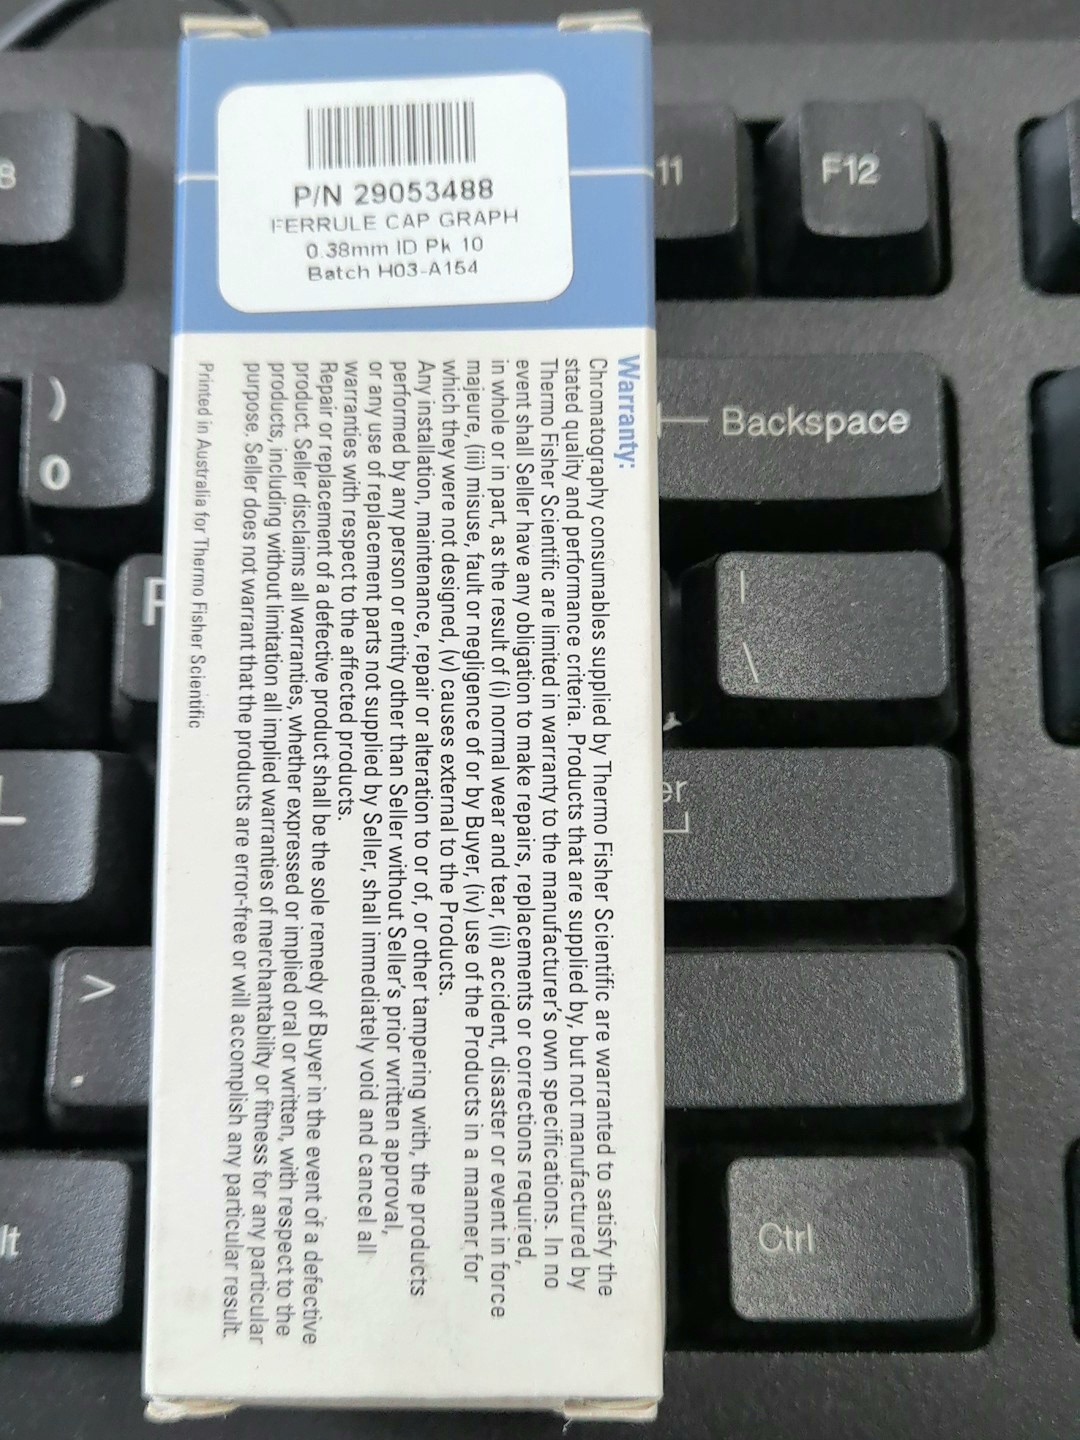 P/N 29053488
FERRULE CAP GRAPH
0.38mm ID Pk 10
Batch H03-A154
Warranty:
Chromatography consumables supplied by Thermo Fisher Scientific are warranted to satisfy the
stated quality and performance criteria. Products that are supplied by, but not manufactured by
Thermo Fisher Scientific are limited in warranty to the manufacturer's own specifications. In no
event shall Seller have any obligation to make repairs, replacements or corrections required,
in whole or in part, as the result of (i) normal wear and tear, (ii) accident, disaster or event in force
majeure, (iii) misuse, fault or negligence of or by Buyer, (iv) use of the Products in a manner for
which they were not designed, (v) causes external to the Products.
Any installation, maintenance, repair or alteration to or of, or other tampering with, the products
performed by any person or entity other than Seller without Seller's prior written approval,
or any use of replacement parts not supplied by Seller, shall immediately void and cancel all
warranties with respect to the affected products.
Repair or replacement of a defective product shall be the sole remedy of Buyer in the event of a defective
product. Seller disclaims all warranties, whether expressed or implied oral or written, with respect to the
products, including without limitation all implied warranties of merchantability or fitness for any particular
purpose. Seller does not warrant that the products are error-free or will accomplish any particular result.
Printed in Australia for Thermo Fisher Scientific
11
F12
Backspace
)
0
|
\
er
>
.
Ctrl
lt